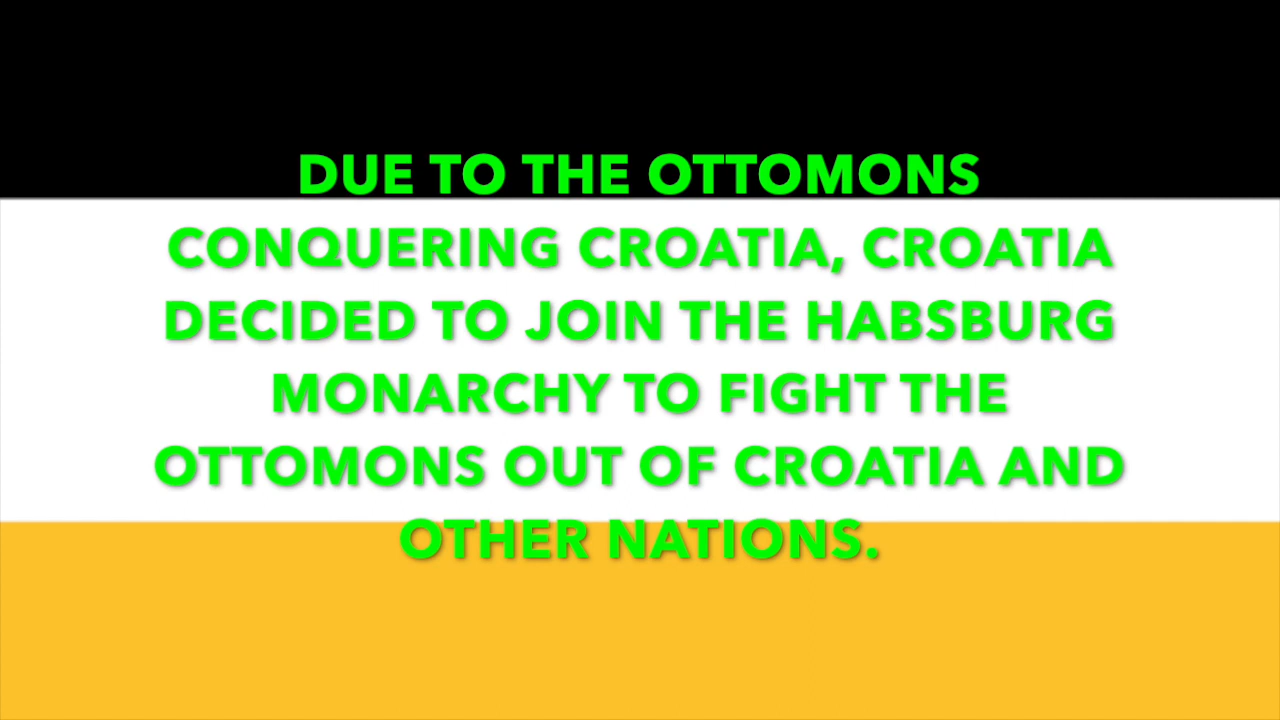 DUE TO THE OTTOMONS
CONQUERING CROATIA, CROATIA
DECIDED TO JOIN THE HABSBURG
MONARCHY TO FIGHT THE
OTTOMONS OUT OF CROATIA AND
OTHER NATIONS.